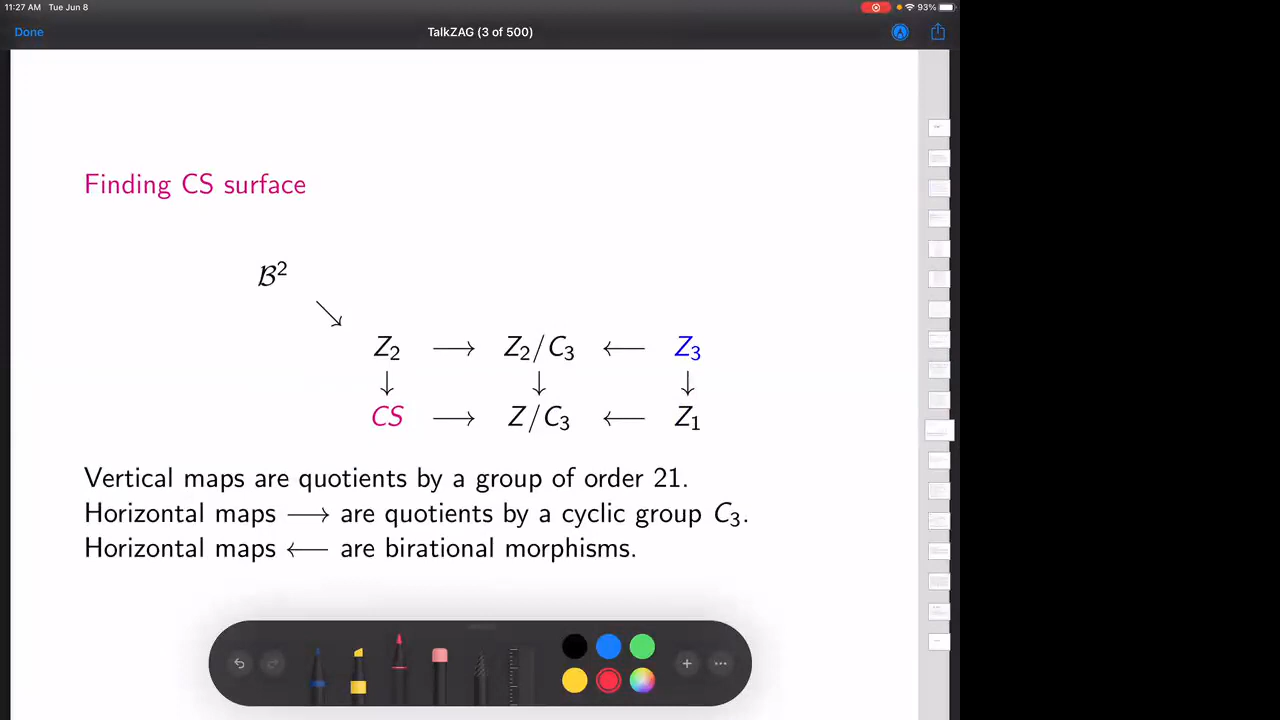 11:27 AM Tue Jun 8
93%
Done
TalkZAG (3 of 500)
Finding CS surface
ℬ²
↘
Z₂ ⟶ Z₂/C₃ ⟵ Z₃
↓ ↓ ↓
CS ⟶ Z/C₃ ⟵ Z₁
Vertical maps are quotients by a group of order 21.
Horizontal maps ⟶ are quotients by a cyclic group C₃.
Horizontal maps ⟵ are birational morphisms.